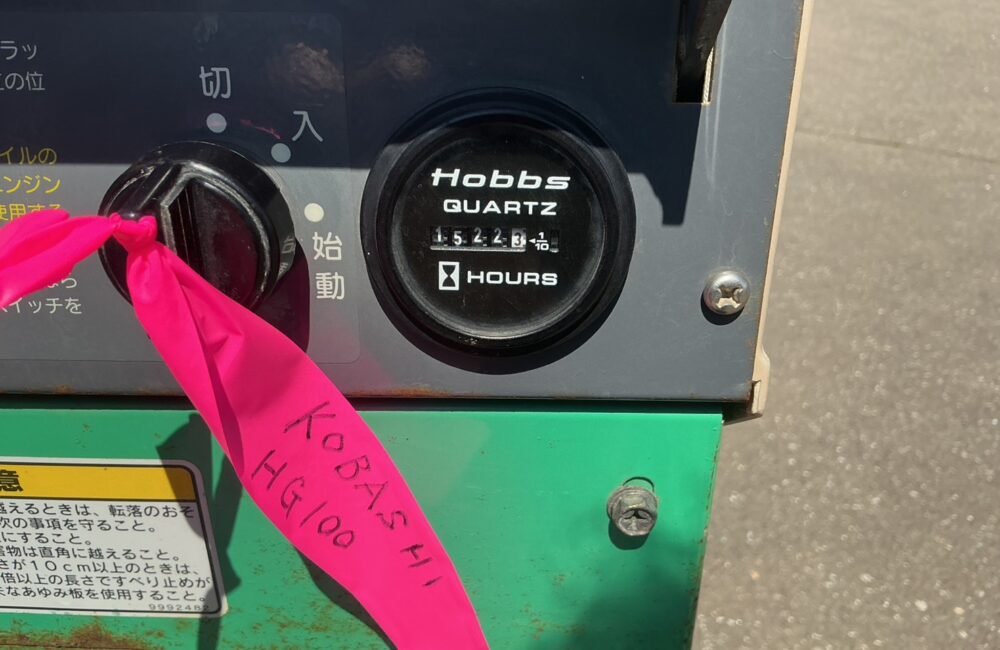 ラッ
の位
イルの
ンジン
使用する
イッチを
切
入
始
動
Hobbs
QUARTZ
15223
1/10
HOURS
KOBASHI
HG100
意
越えるときは、転落のおそ
次の事項を守ること。
にすること。
物は直角に越えること。
さが10cm以上のときは、
倍以上の長さですべり止めが
なあゆみ板を使用すること。
9992482